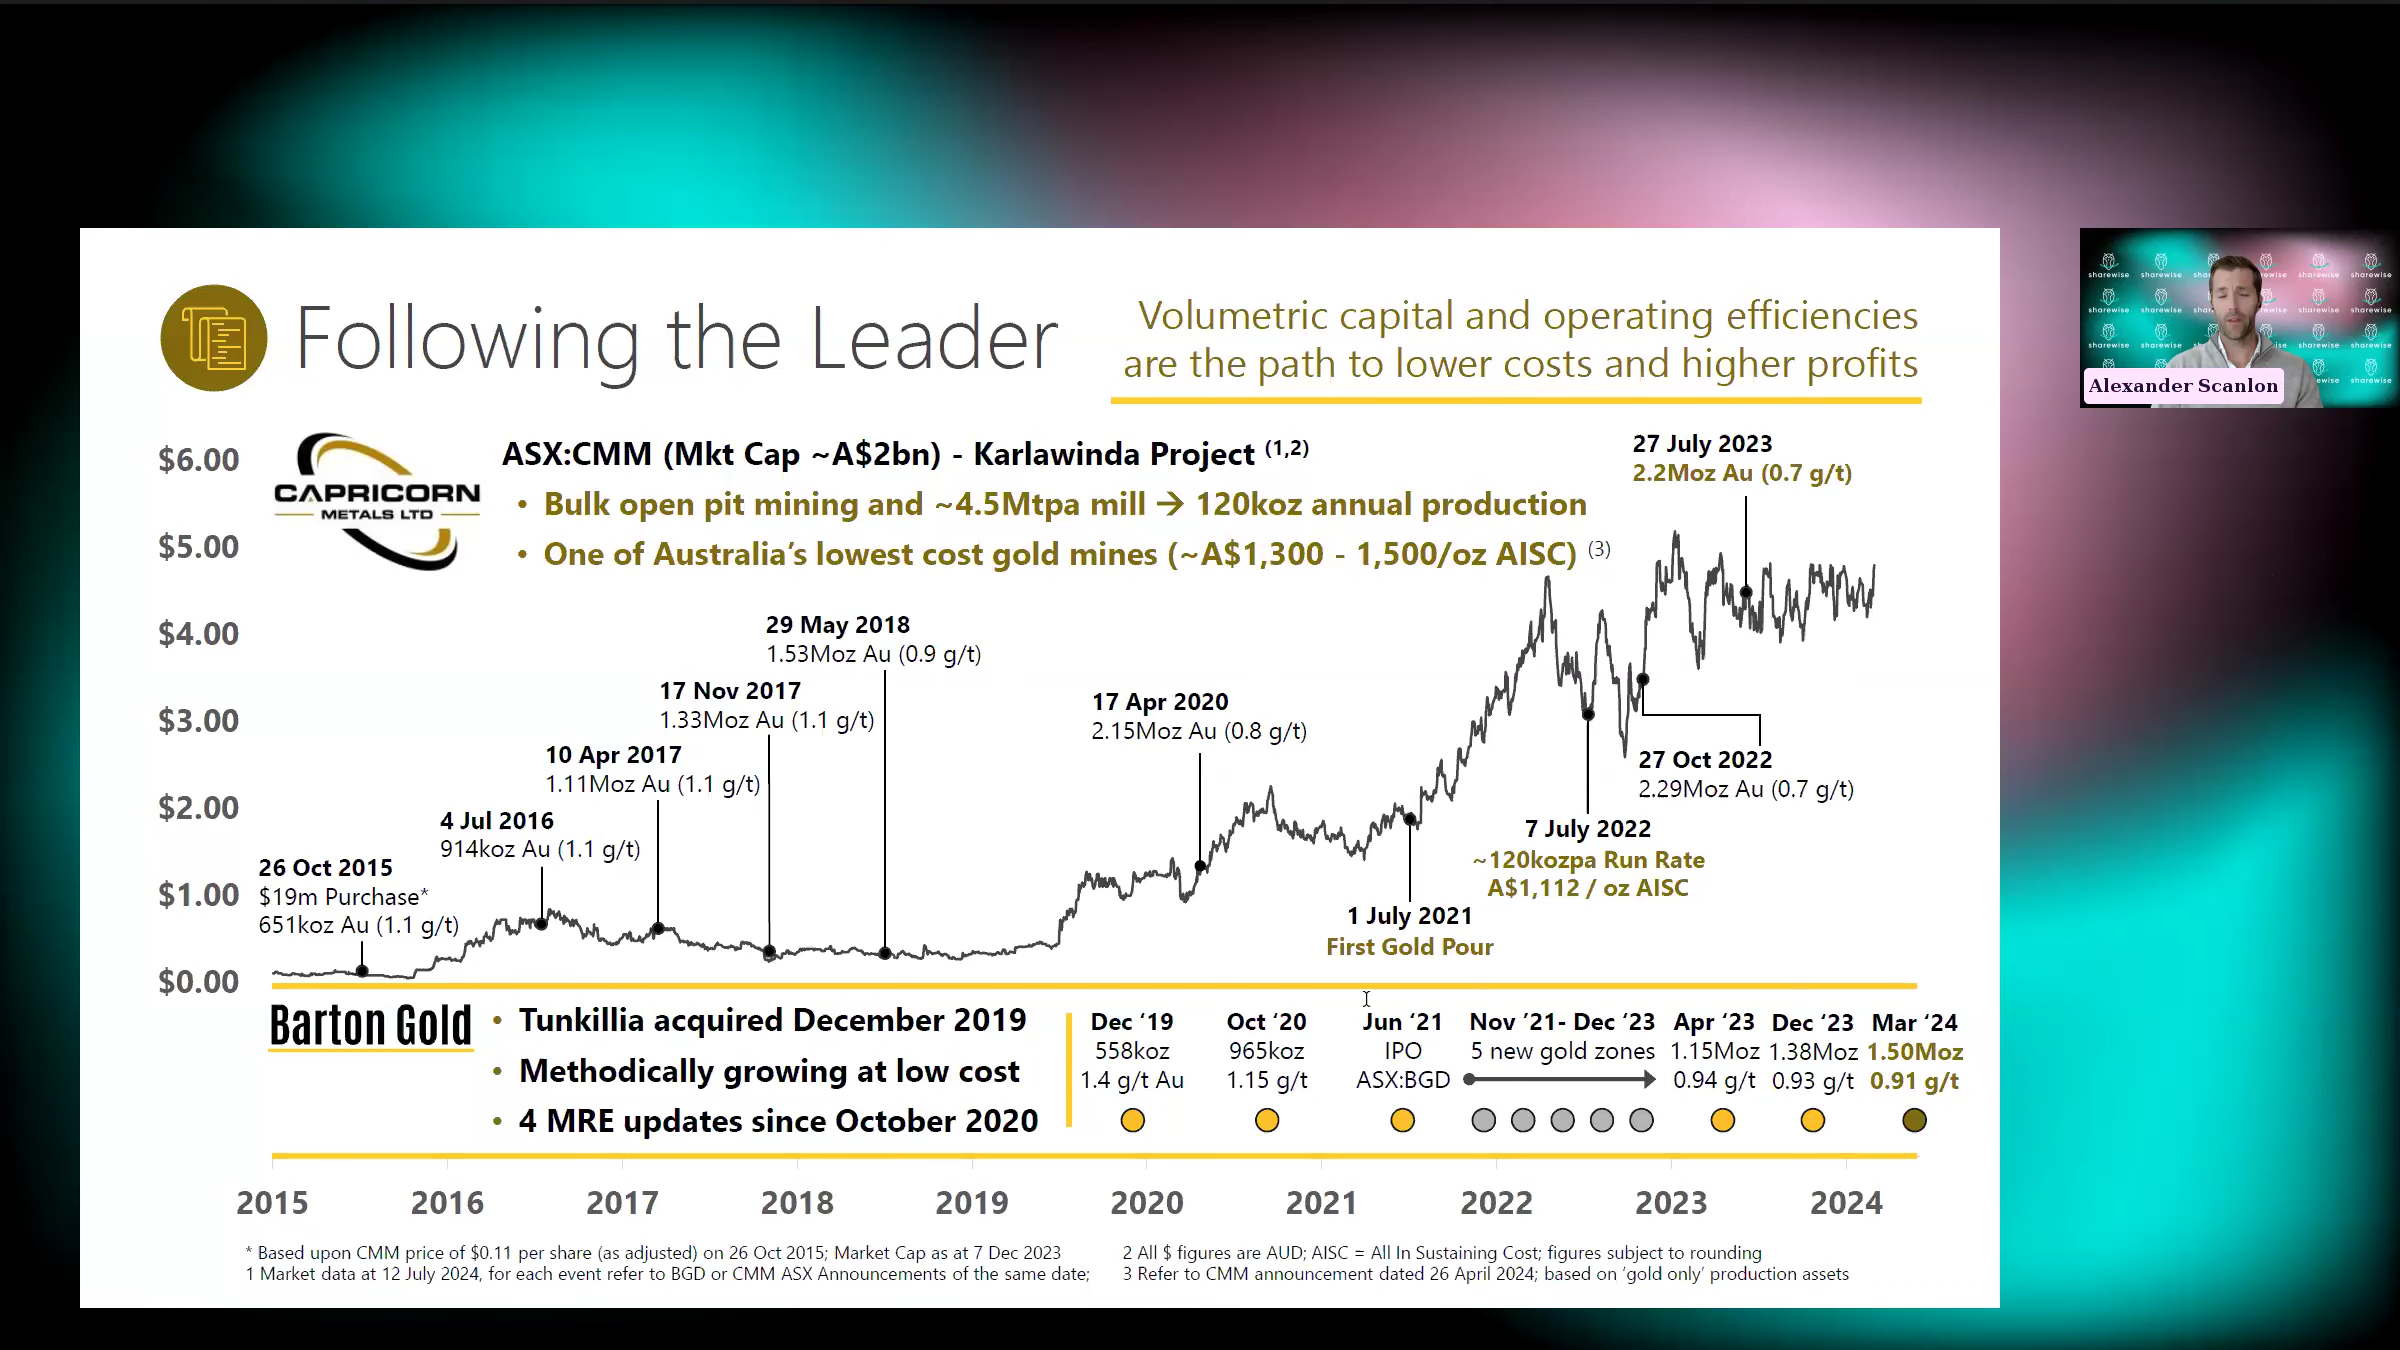 Following the Leader
Volumetric capital and operating efficiencies
are the path to lower costs and higher profits
sharewise sharewise sharewise sharewise sharewise
Alexander Scanlon
CAPRICORN
METALS LTD
ASX:CMM (Mkt Cap ~A$2bn) - Karlawinda Project (1,2)
• Bulk open pit mining and ~4.5Mtpa mill → 120koz annual production
• One of Australia's lowest cost gold mines (~A$1,300 - 1,500/oz AISC) (3)
$6.00
$5.00
$4.00
$3.00
$2.00
$1.00
$0.00
26 Oct 2015
$19m Purchase*
651koz Au (1.1 g/t)
4 Jul 2016
914koz Au (1.1 g/t)
10 Apr 2017
1.11Moz Au (1.1 g/t)
17 Nov 2017
1.33Moz Au (1.1 g/t)
29 May 2018
1.53Moz Au (0.9 g/t)
17 Apr 2020
2.15Moz Au (0.8 g/t)
1 July 2021
First Gold Pour
7 July 2022
~120kozpa Run Rate
A$1,112 / oz AISC
27 Oct 2022
2.29Moz Au (0.7 g/t)
27 July 2023
2.2Moz Au (0.7 g/t)
Barton Gold
• Tunkillia acquired December 2019
• Methodically growing at low cost
• 4 MRE updates since October 2020
Dec '19
558koz
1.4 g/t Au
Oct '20
965koz
1.15 g/t
Jun '21
IPO
ASX:BGD
Nov '21- Dec '23
5 new gold zones
Apr '23
1.15Moz
0.94 g/t
Dec '23
1.38Moz
0.93 g/t
Mar '24
1.50Moz
0.91 g/t
2015 2016 2017 2018 2019 2020 2021 2022 2023 2024
* Based upon CMM price of $0.11 per share (as adjusted) on 26 Oct 2015; Market Cap as at 7 Dec 2023
1 Market data at 12 July 2024, for each event refer to BGD or CMM ASX Announcements of the same date;
2 All $ figures are AUD; AISC = All In Sustaining Cost; figures subject to rounding
3 Refer to CMM announcement dated 26 April 2024; based on 'gold only' production assets